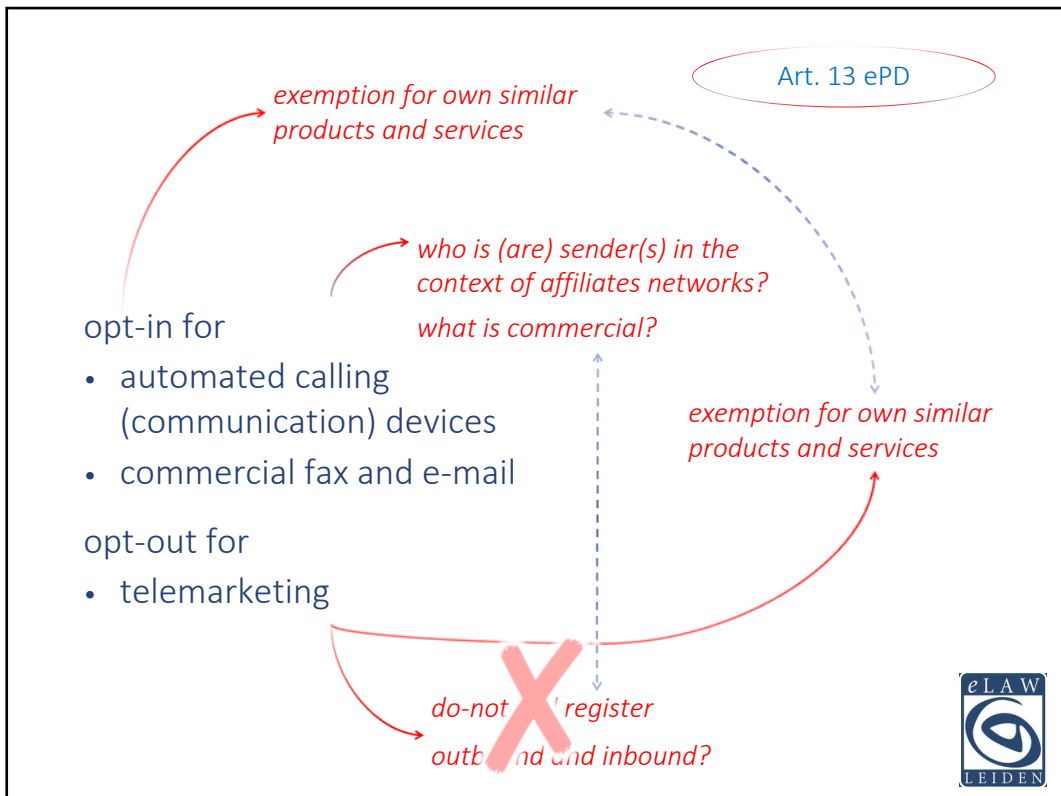 Art. 13 ePD
exemption for own similar
products and services
who is (are) sender(s) in the
context of affiliates networks?
what is commercial?
opt-in for
• automated calling
(communication) devices
• commercial fax and e-mail
exemption for own similar
products and services
opt-out for
• telemarketing
do-not register
and inbound?
eLAW
LEIDEN